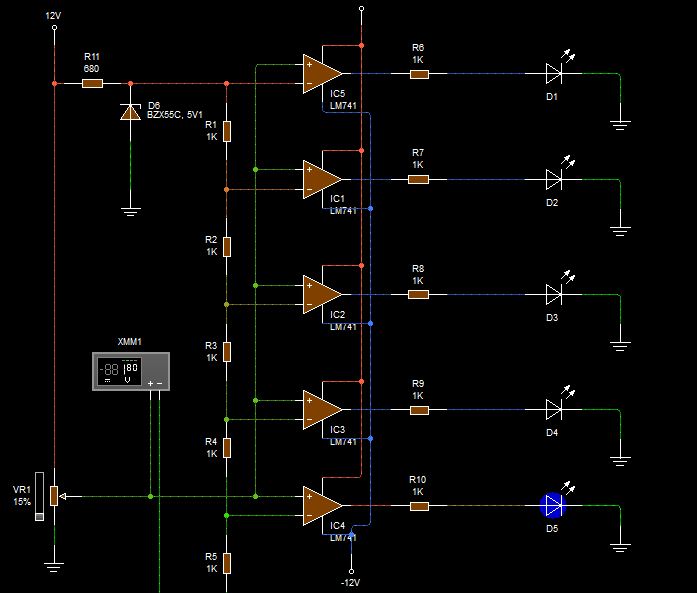 12V
R11
680
D6
BZX55C, 5V1
R1
1K
IC5
LM741
R6
1K
D1
IC1
LM741
R7
1K
D2
R2
1K
IC2
LM741
R8
1K
D3
XMM1
180
V
+ −
R3
1K
IC3
LM741
R9
1K
D4
R4
1K
VR1
15%
IC4
LM741
R10
1K
D5
R5
1K
-12V